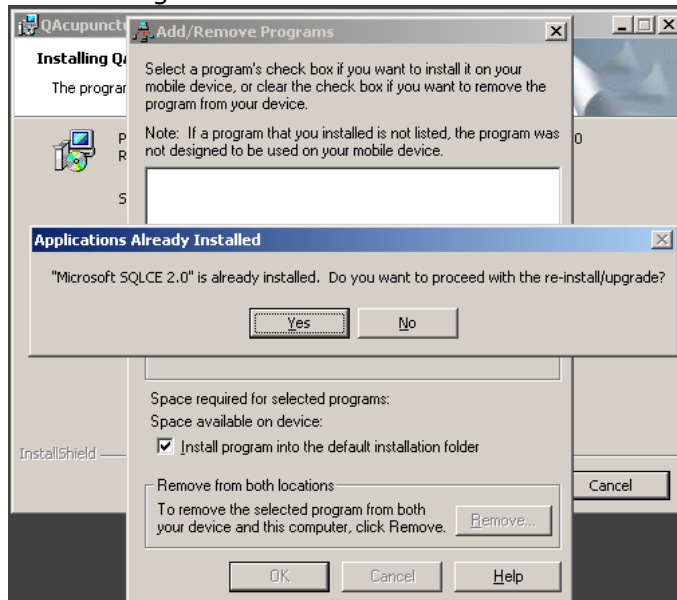 QAcupunctu
Add/Remove Programs
Installing QA
The program
Select a program's check box if you want to install it on your
mobile device, or clear the check box if you want to remove the
program from your device.
Note: If a program that you installed is not listed, the program was
not designed to be used on your mobile device.
P
R
0
S
Applications Already Installed
"Microsoft SQLCE 2.0" is already installed. Do you want to proceed with the re-install/upgrade?
Yes
No
Space required for selected programs:
Space available on device:
Install program into the default installation folder
InstallShield
Remove from both locations
To remove the selected program from both
your device and this computer, click Remove.
Remove...
Cancel
OK
Cancel
Help